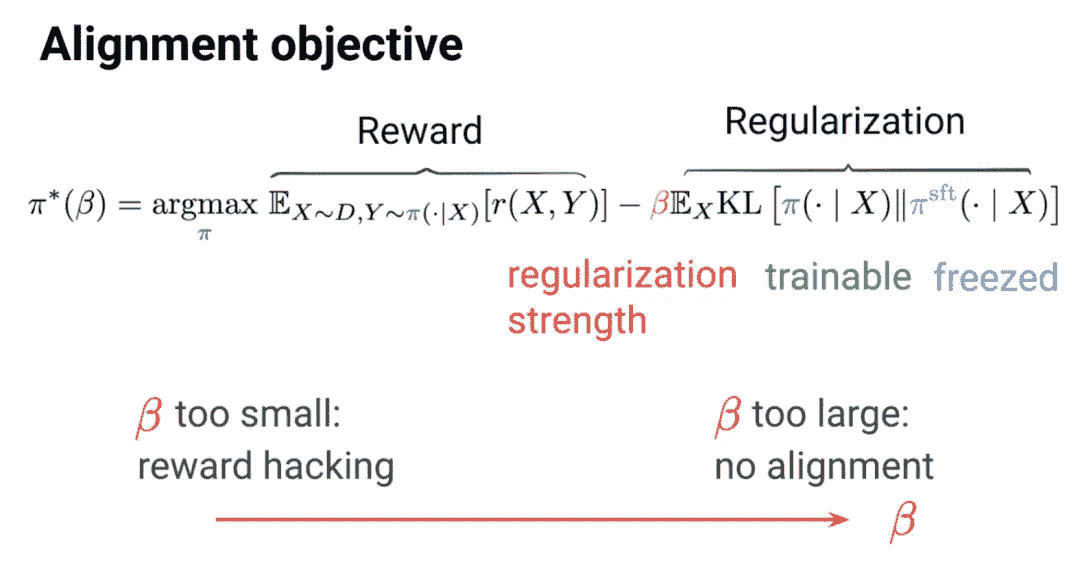 Alignment objective
Reward
Regularization
π*(β) = argmax_π 𝔼_{X∼D,Y∼π(·|X)}[r(X,Y)] − β𝔼_X KL [π(· | X)‖π^sft(· | X)]
regularization trainable freezed
strength
β too small:
reward hacking
β too large:
no alignment
β